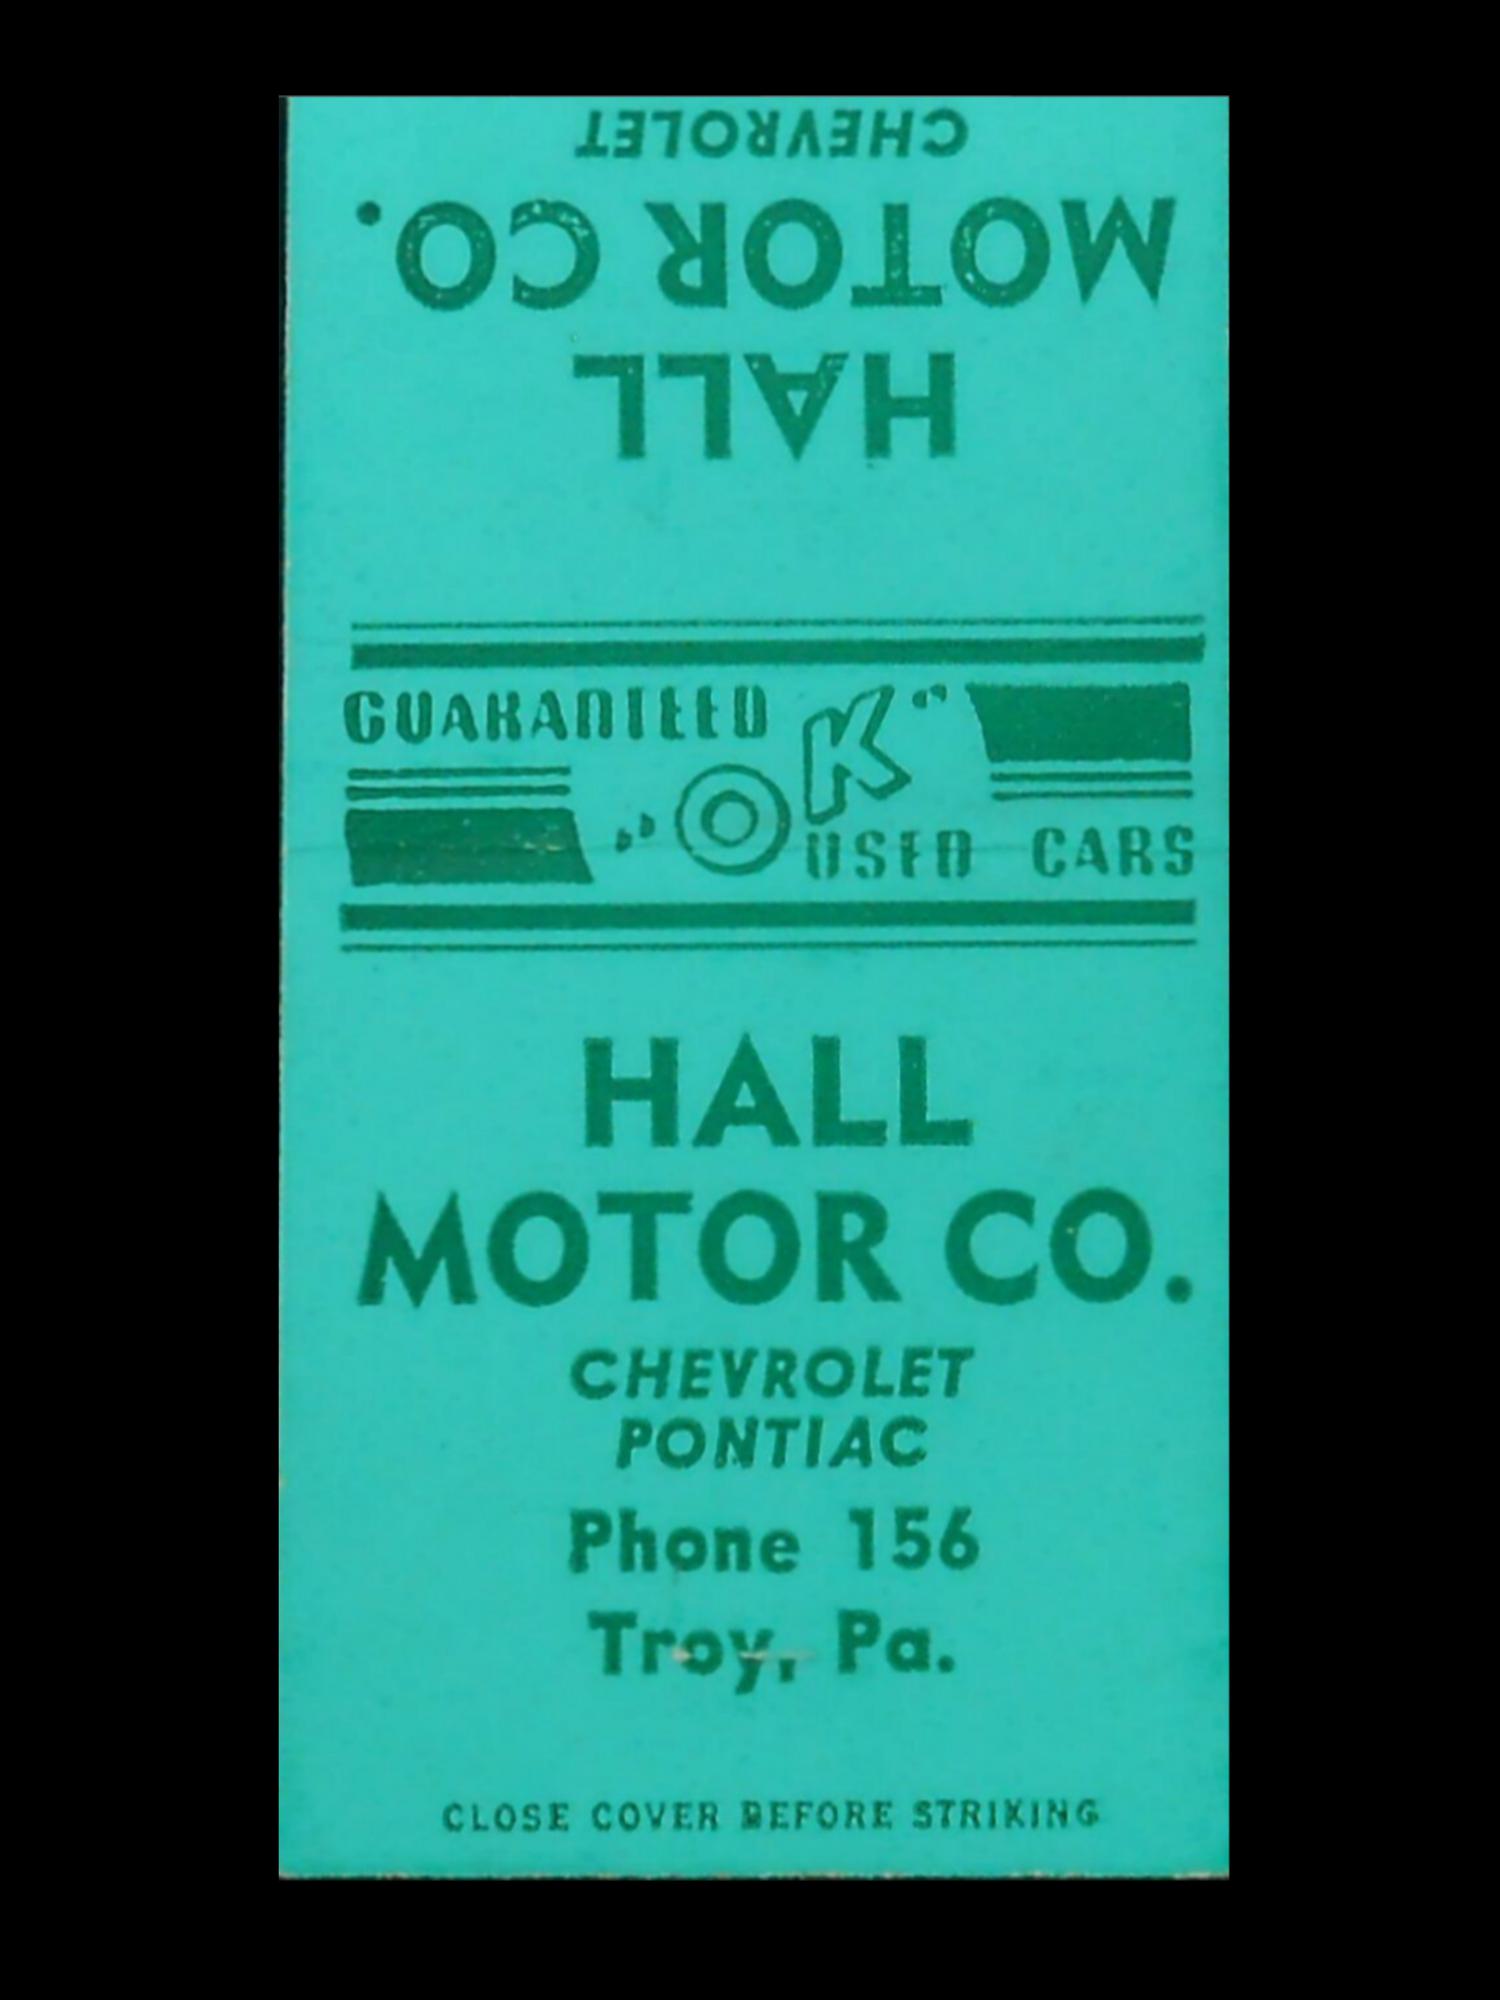 CHEVROLET
MOTOR CO.
HALL
GUARANTEED
"OK"
USED CARS
HALL
MOTOR CO.
CHEVROLET
PONTIAC
Phone 156
Troy, Pa.
CLOSE COVER BEFORE STRIKING